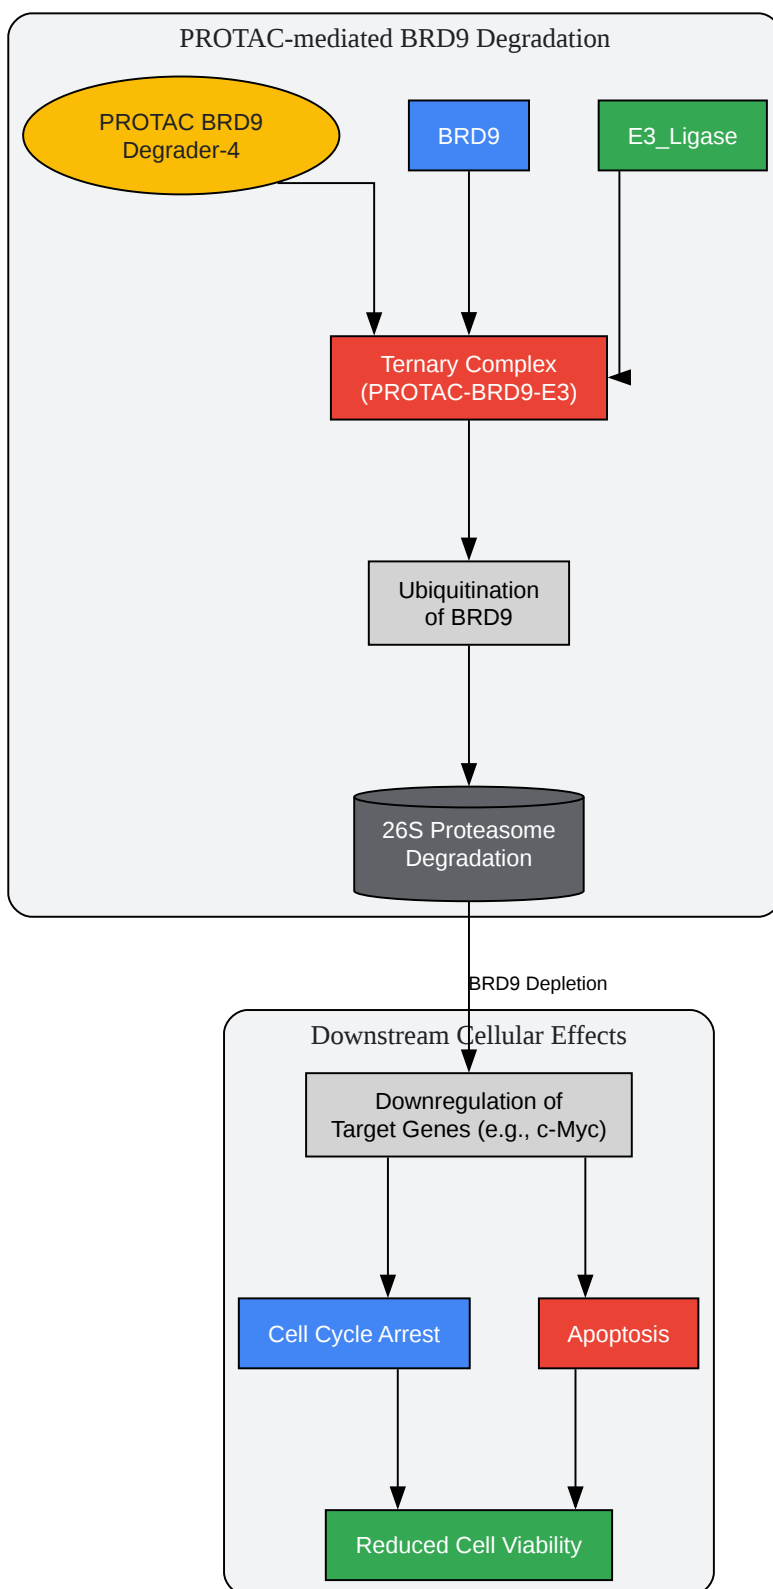 PROTAC-mediated BRD9 Degradation
PROTAC BRD9
Degrader-4
BRD9
E3_Ligase
Ternary Complex
(PROTAC-BRD9-E3)
Ubiquitination
of BRD9
26S Proteasome
Degradation
BRD9 Depletion
Downstream Cellular Effects
Downregulation of
Target Genes (e.g., c-Myc)
Cell Cycle Arrest
Apoptosis
Reduced Cell Viability